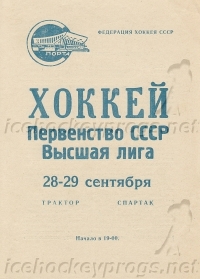 ФЕДЕРАЦИЯ ХОККЕЯ СССР
ХОККЕЙ
Первенство СССР
Высшая лига
28-29 сентября
ТРАКТОР СПАРТАК
Начало в 19-00.
icehockeyprogs.net